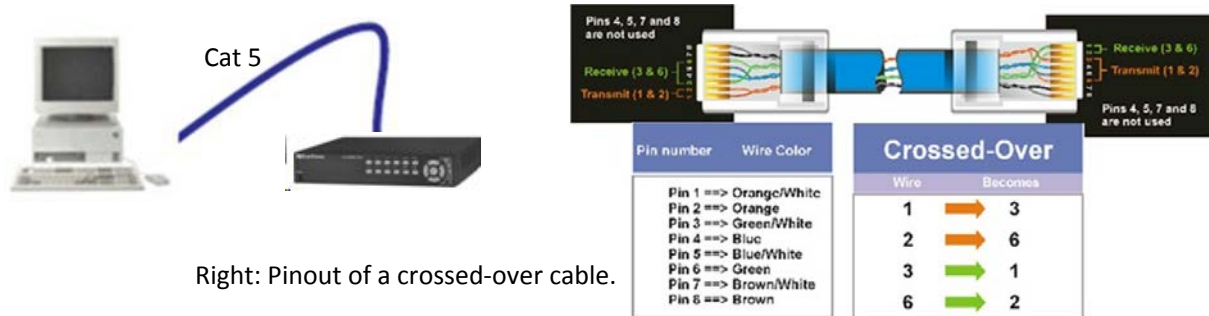 Cat 5
Right: Pinout of a crossed-over cable.
Pins 4, 5, 7 and 8
are not used
Receive (3 & 6)
Transmit (1 & 2)
Receive (3 & 6)
Transmit (1 & 2)
Pins 4, 5, 7 and 8
are not used
Pin number Wire Color
Pin 1 ==> Orange/White
Pin 2 ==> Orange
Pin 3 ==> Green/White
Pin 4 ==> Blue
Pin 5 ==> Blue/White
Pin 6 ==> Green
Pin 7 ==> Brown/White
Pin 8 ==> Brown
Crossed-Over
Wire Becomes
1 3
2 6
3 1
6 2